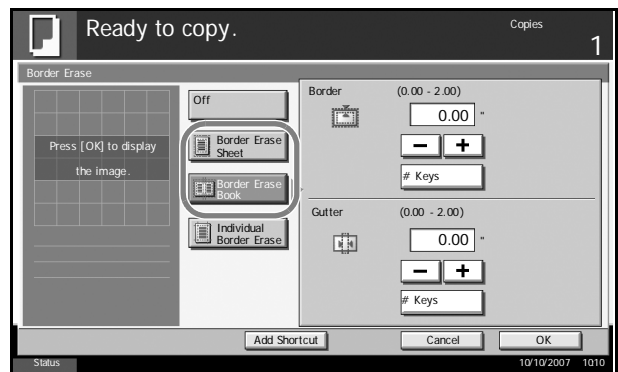 Ready to copy.
Copies
1
Border Erase
Press [OK] to display
the image.
Off
Border Erase
Sheet
Border Erase
Book
Individual
Border Erase
Border
(0.00 - 2.00)
0.00 "
− +
# Keys
Gutter
(0.00 - 2.00)
0.00 "
− +
# Keys
Add Shortcut
Cancel
OK
Status
10/10/2007 1010